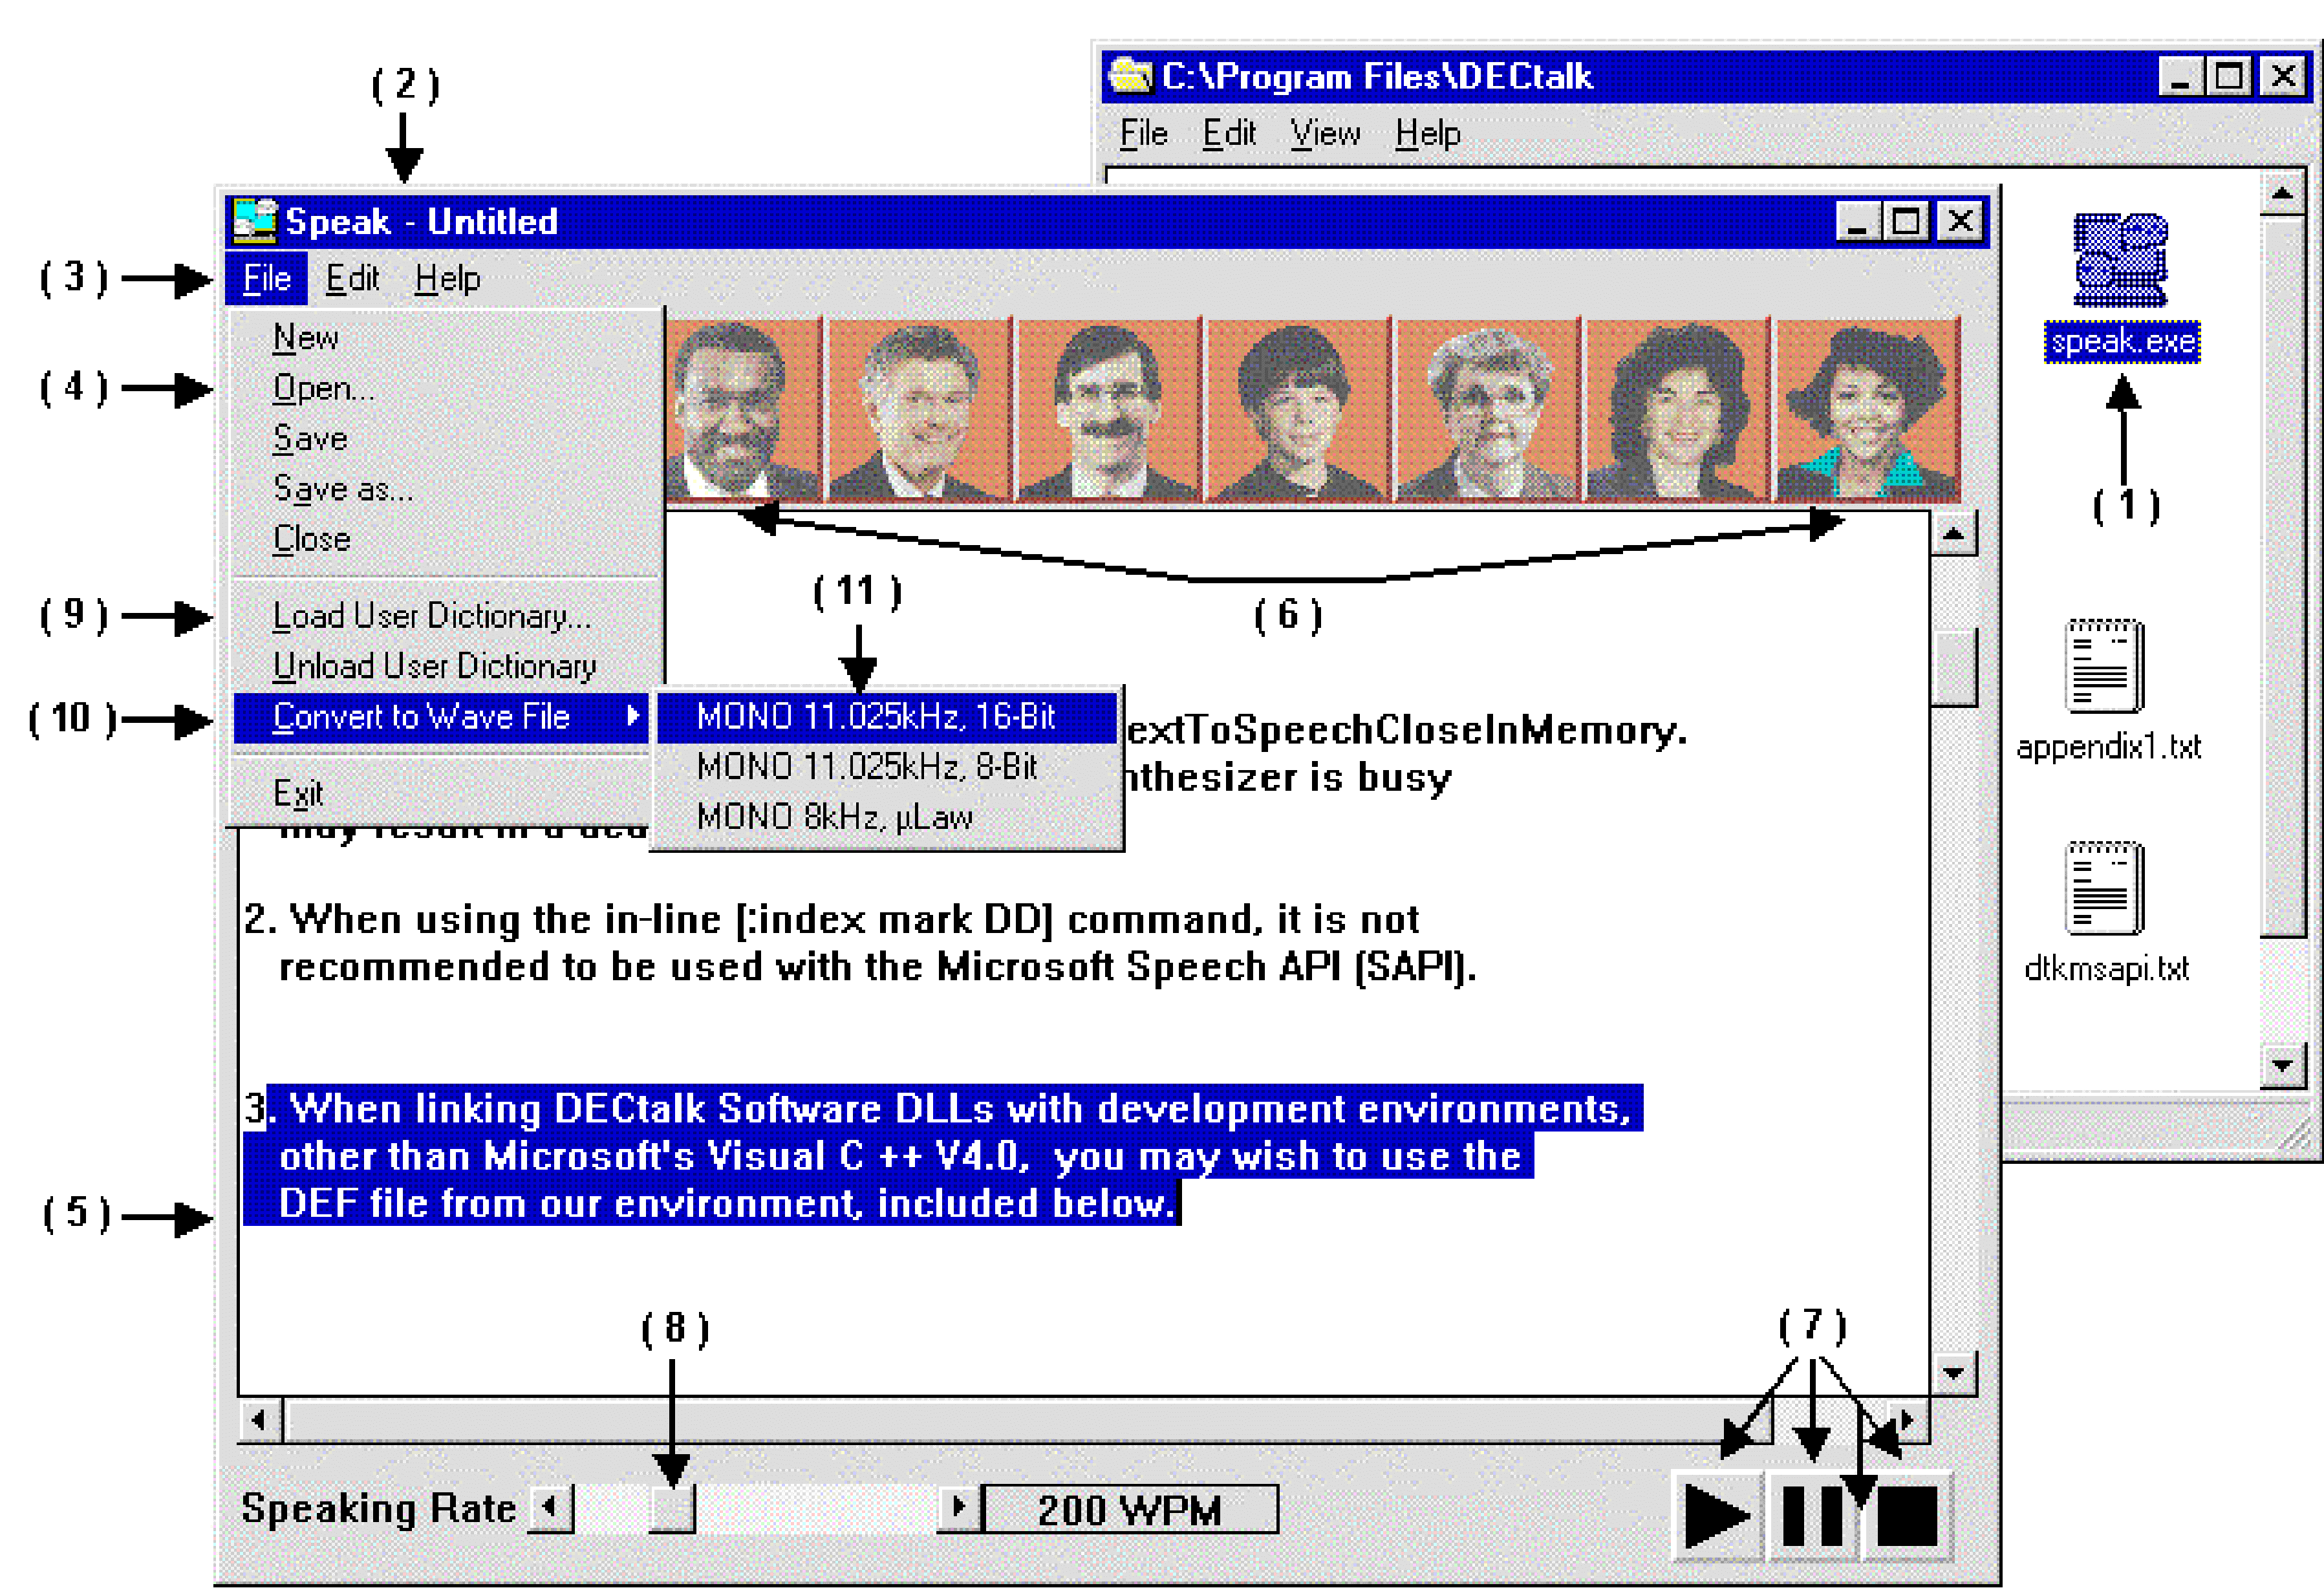 ( 2 )
C:\Program Files\DECtalk
File Edit View Help
Speak - Untitled
( 3 )
File Edit Help
speak.exe
( 1 )
New
( 4 )
Open...
Save
Save as...
Close
( 6 )
( 11 )
( 9 )
Load User Dictionary...
Unload User Dictionary
( 10 )
Convert to Wave File
Exit
MONO 11.025kHz, 16-Bit
MONO 11.025kHz, 8-Bit
MONO 8kHz, µLaw
extToSpeechCloseInMemory.
nthesizer is busy
may result in a dea
appendix1.txt
dtkmsapi.txt
2. When using the in-line [:index mark DD] command, it is not
recommended to be used with the Microsoft Speech API (SAPI).
3. When linking DECtalk Software DLLs with development environments,
other than Microsoft's Visual C ++ V4.0, you may wish to use the
DEF file from our environment, included below.
( 5 )
( 8 )
( 7 )
Speaking Rate
200 WPM